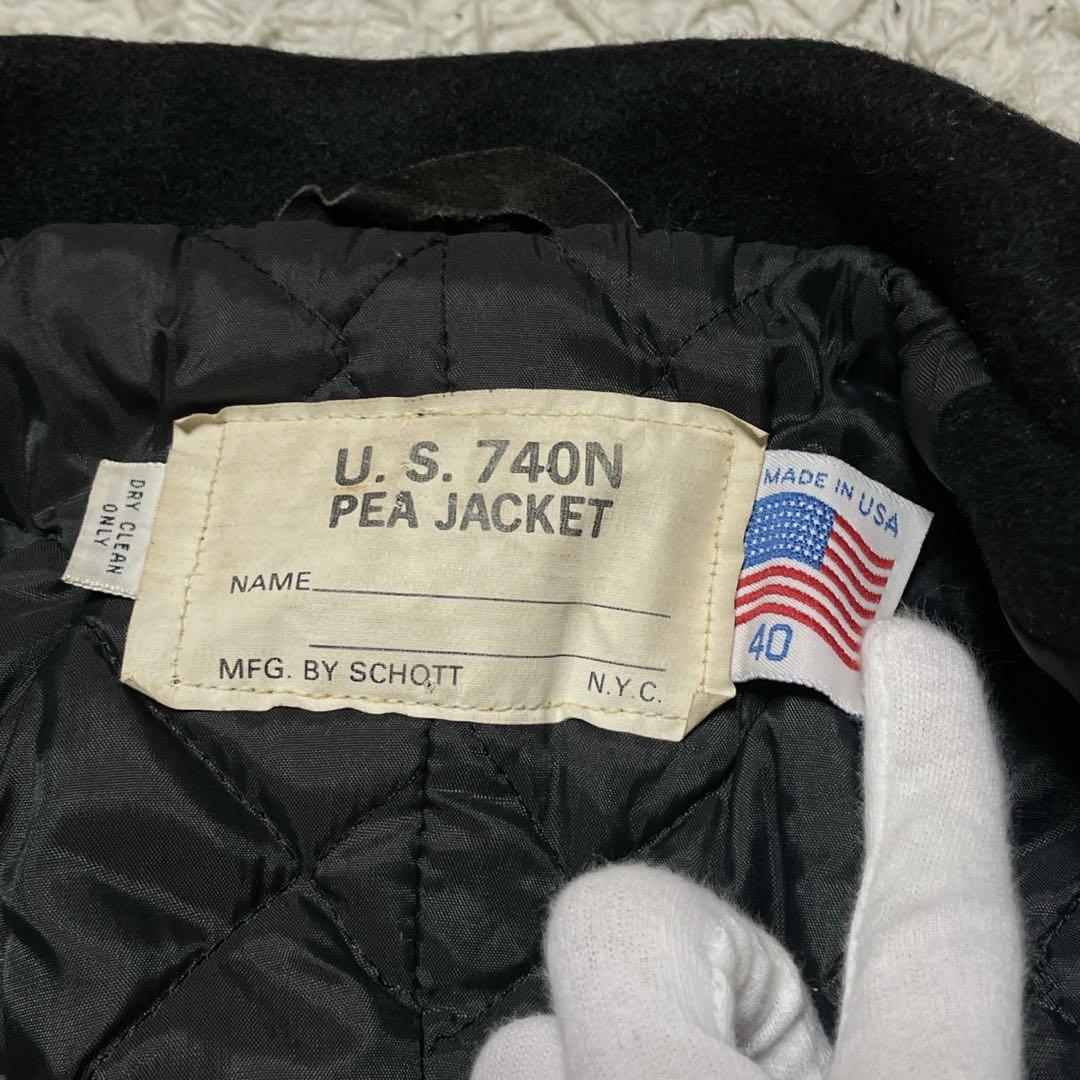 DRY CLEAN
ONLY
U. S. 740N
PEA JACKET
NAME
MFG. BY SCHOTT N.Y.C.
MADE IN USA
40